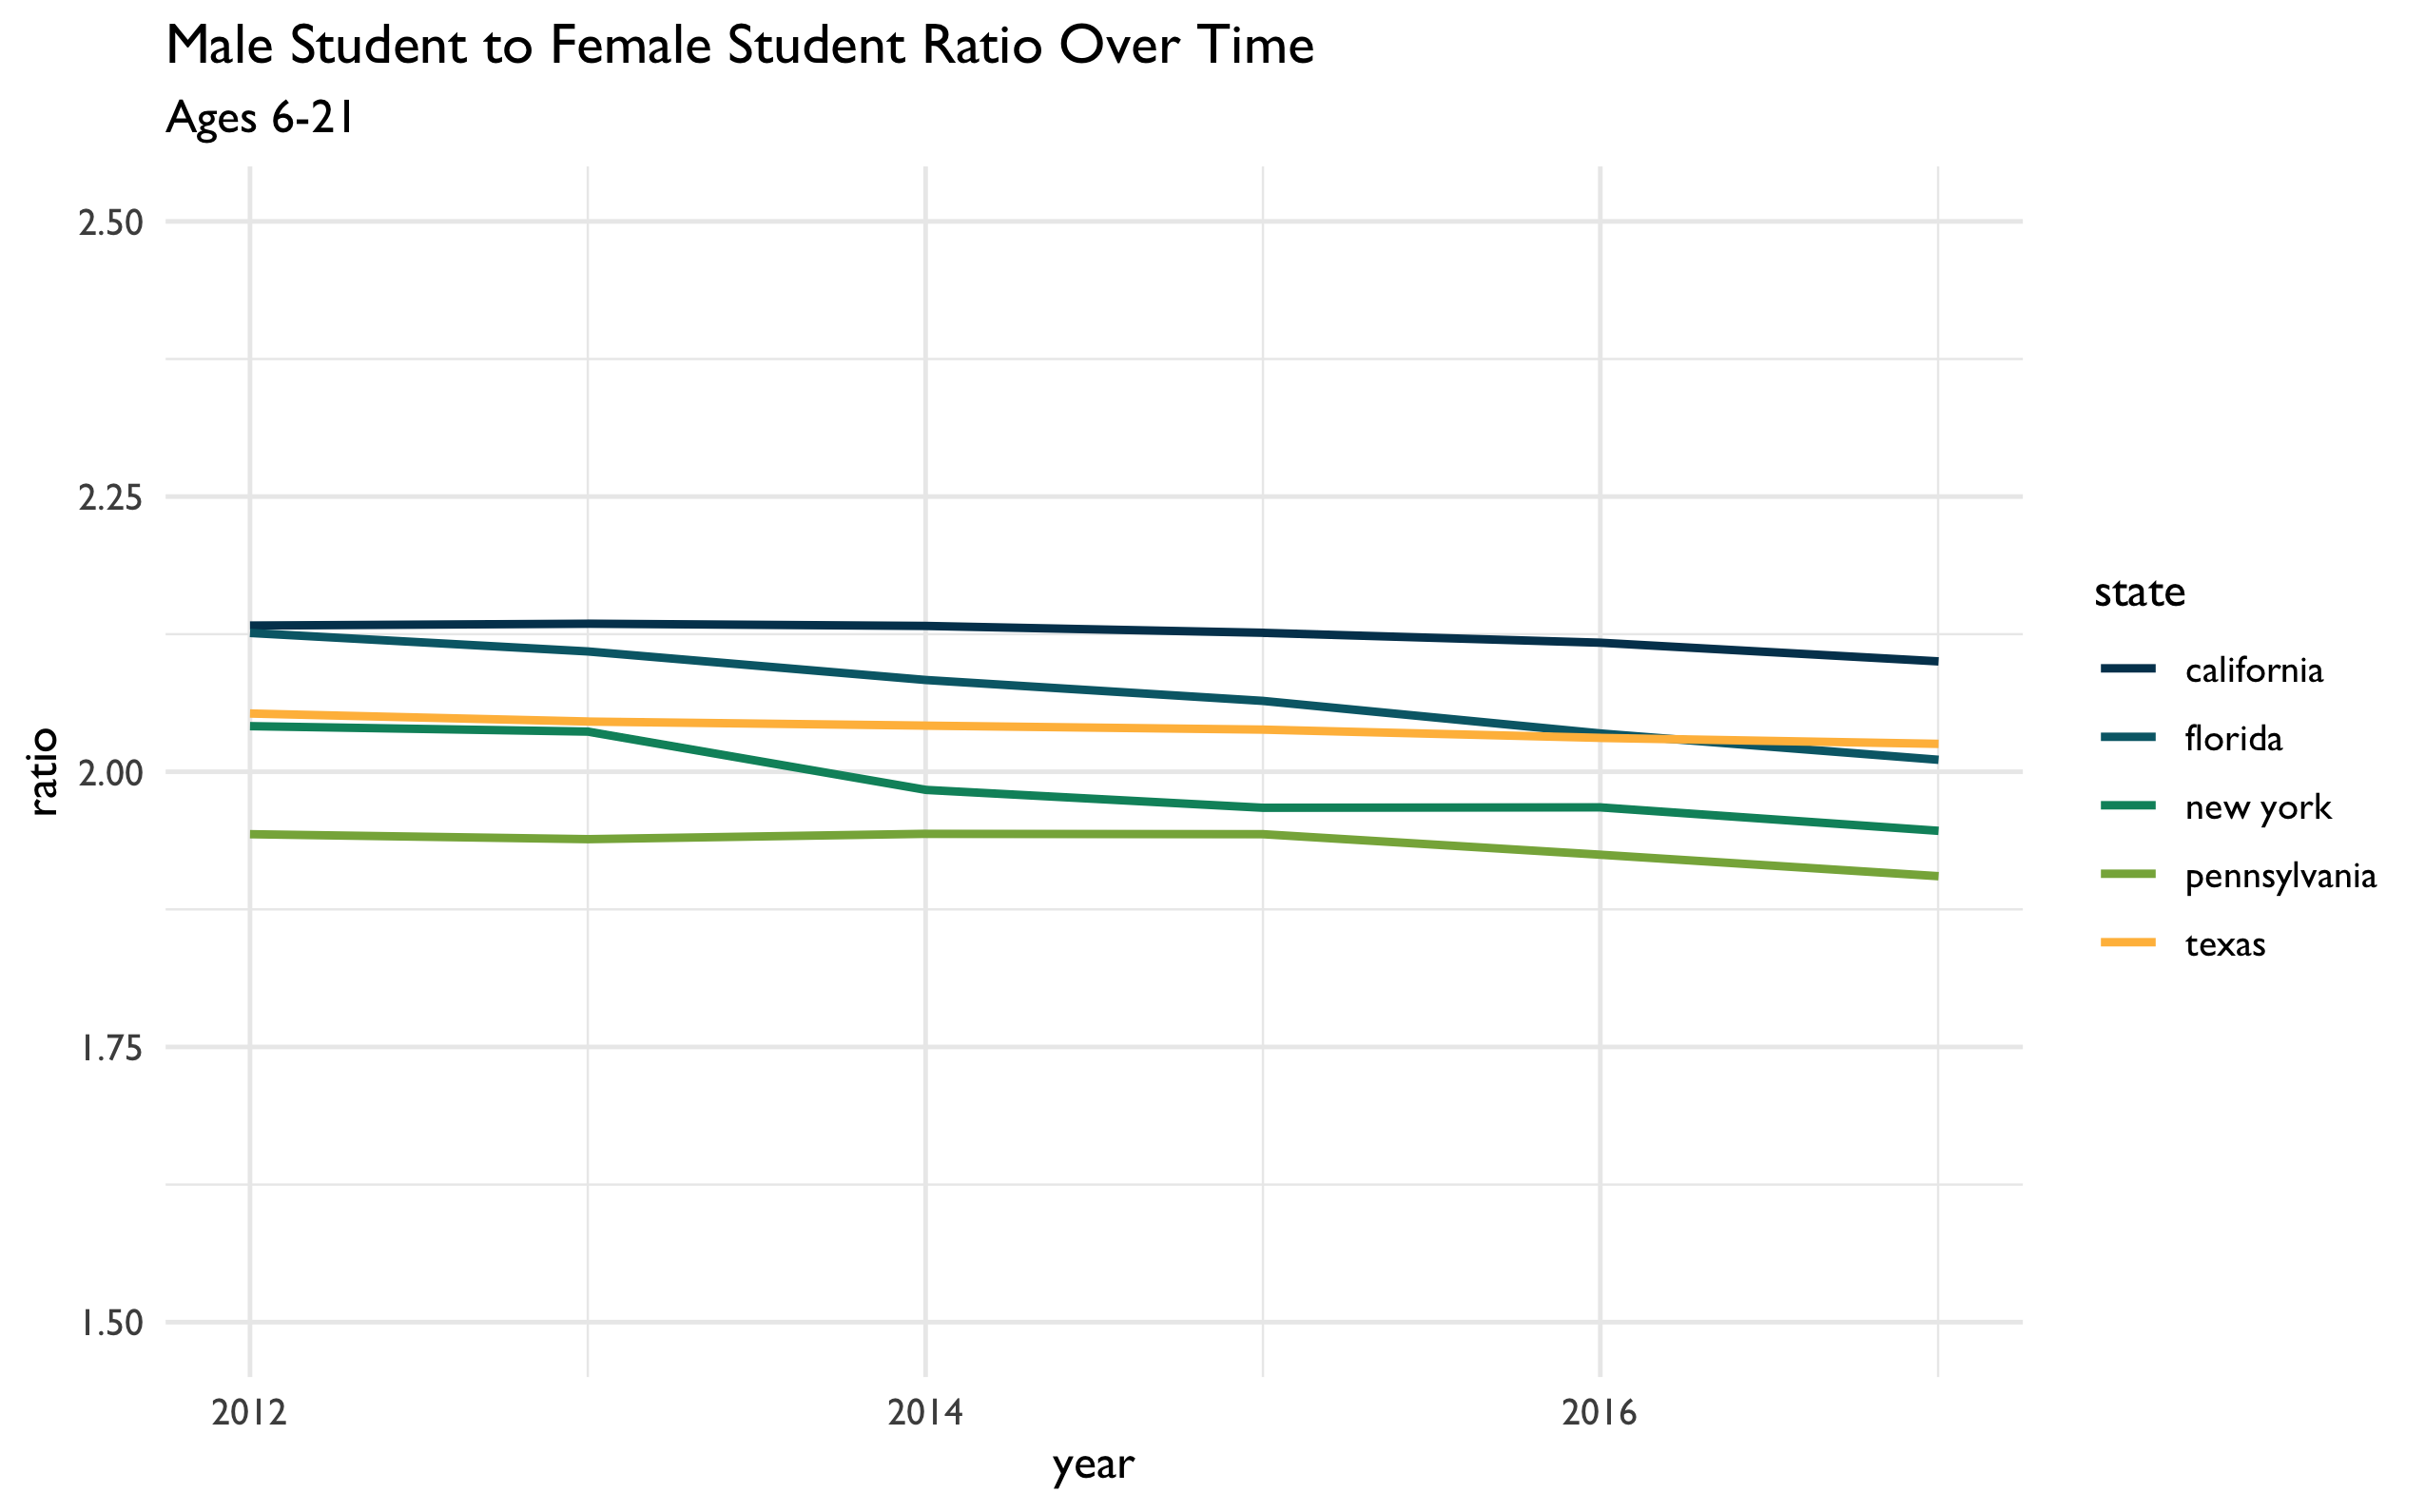 Male Student to Female Student Ratio Over Time
Ages 6-21
2.50
2.25
2.00
1.75
1.50
ratio
2012
2014
2016
year
state
california
florida
new york
pennsylvania
texas